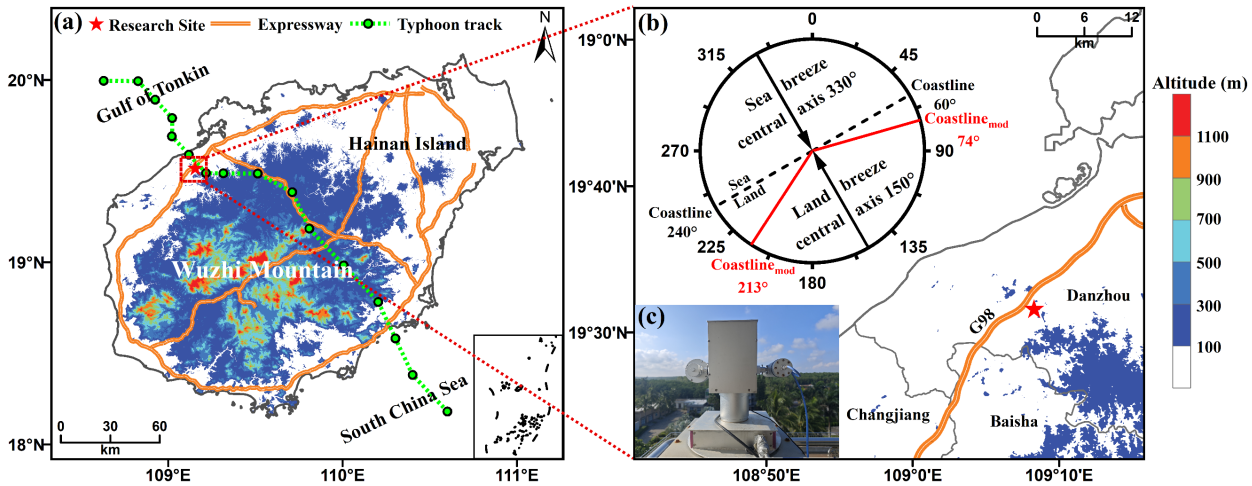 (a)
Research Site
Expressway
Typhoon track
N
20°N
19°N
18°N
109°E
110°E
111°E
Gulf of Tonkin
Hainan Island
Wuzhi Mountain
South China Sea
0 30 60
km
(b)
0
45
90
135
180
225
270
315
Sea breeze
central axis 330°
Land breeze
central axis 150°
Sea
Land
Coastline
60°
Coastline
240°
Coastlinemod
74°
Coastlinemod
213°
0 6 12
km
19°0'N
19°40'N
19°30'N
108°50'E
109°0'E
109°10'E
G98
Danzhou
Changjiang
Baisha
(c)
Altitude (m)
1100
900
700
500
300
100